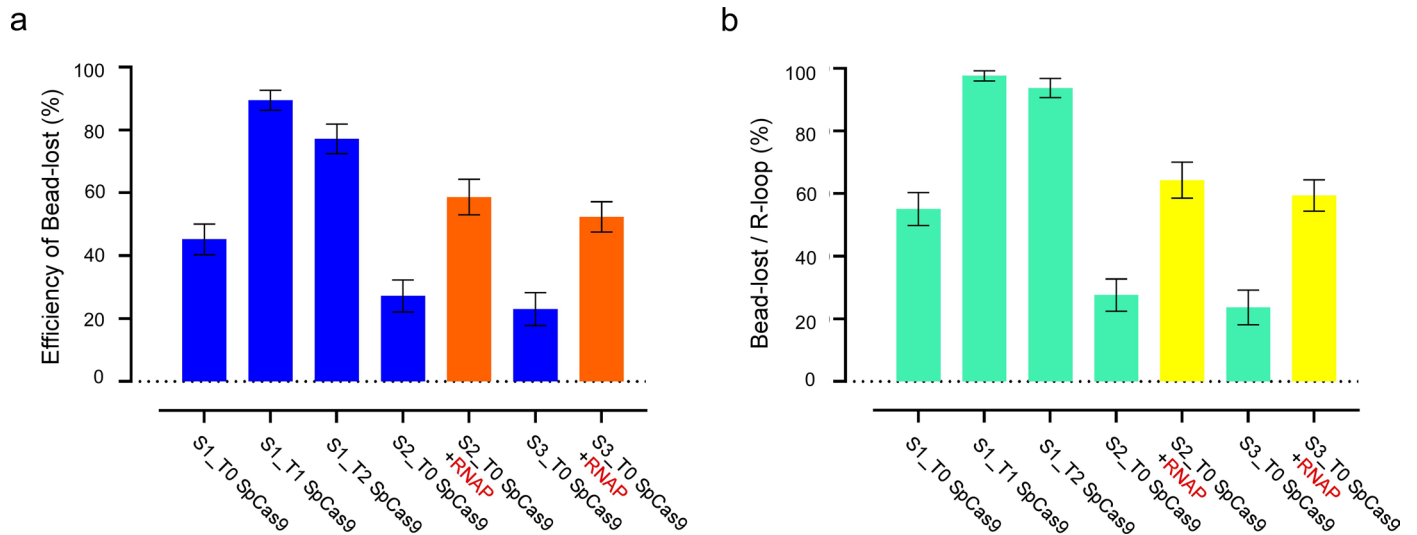 a
Efficiency of Bead-lost (%)
100
80
60
40
20
0
S1_T0 SpCas9
S1_T1 SpCas9
S1_T2 SpCas9
S2_T0 SpCas9
S2_T0 SpCas9
+RNAP
S3_T0 SpCas9
S3_T0 SpCas9
+RNAP
b
Bead-lost / R-loop (%)
100
80
60
40
20
0
S1_T0 SpCas9
S1_T1 SpCas9
S1_T2 SpCas9
S2_T0 SpCas9
S2_T0 SpCas9
+RNAP
S3_T0 SpCas9
S3_T0 SpCas9
+RNAP